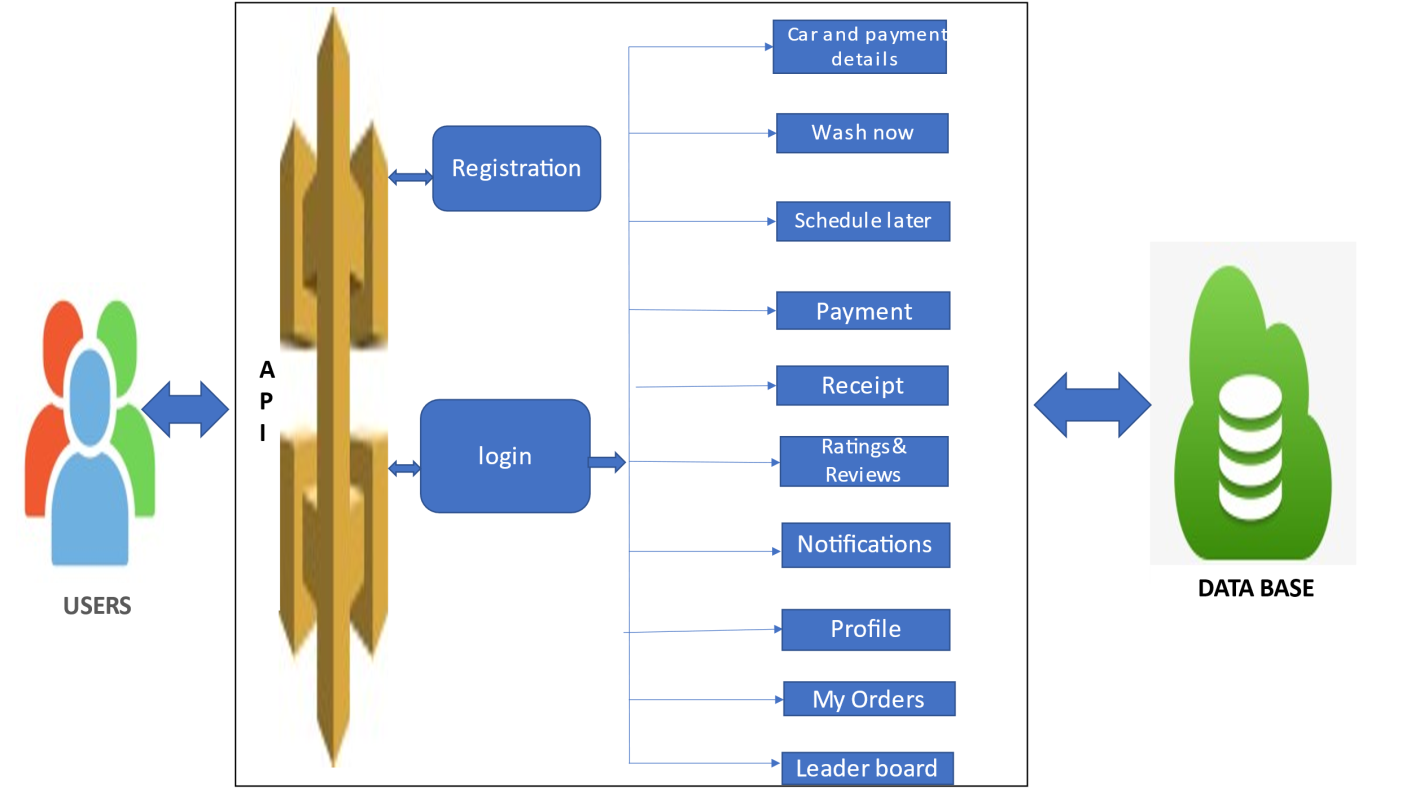 Car and payment
details
Wash now
Registration
Schedule later
Payment
A
P
I
Receipt
login
Ratings&
Reviews
Notifications
USERS
DATA BASE
Profile
My Orders
Leader board